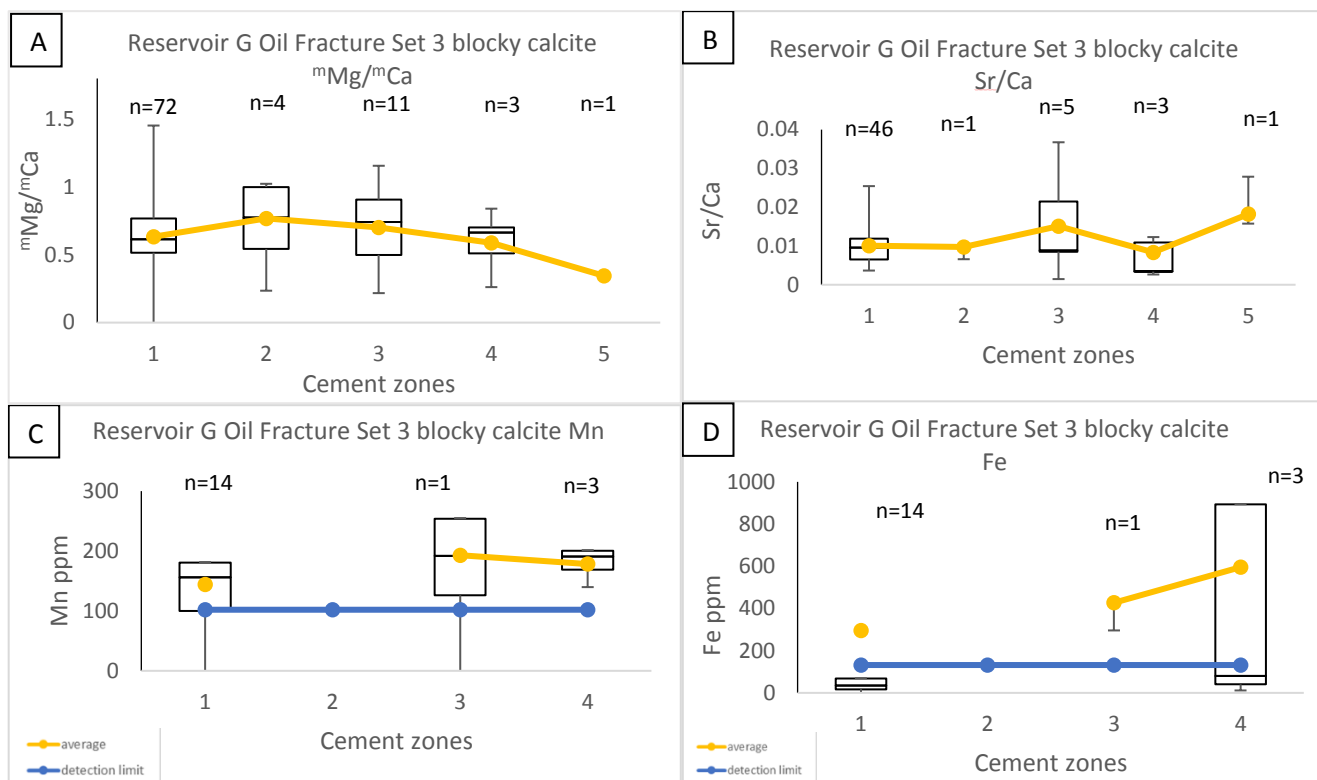 A
Reservoir G Oil Fracture Set 3 blocky calcite
ᵐMg/ᵐCa
n=72
n=4
n=11
n=3
n=1
ᵐMg/ᵐCa
1.5
1
0.5
0
1
2
3
4
5
Cement zones
B
Reservoir G Oil Fracture Set 3 blocky calcite
Sr/Ca
n=46
n=1
n=5
n=3
n=1
Sr/Ca
0.04
0.03
0.02
0.01
0
1
2
3
4
5
Cement zones
C
Reservoir G Oil Fracture Set 3 blocky calcite Mn
n=14
n=1
n=3
Mn ppm
300
200
100
0
1
2
3
4
Cement zones
average
detection limit
D
Reservoir G Oil Fracture Set 3 blocky calcite
Fe
n=14
n=1
n=3
Fe ppm
1000
800
600
400
200
0
1
2
3
4
Cement zones
average
detection limit